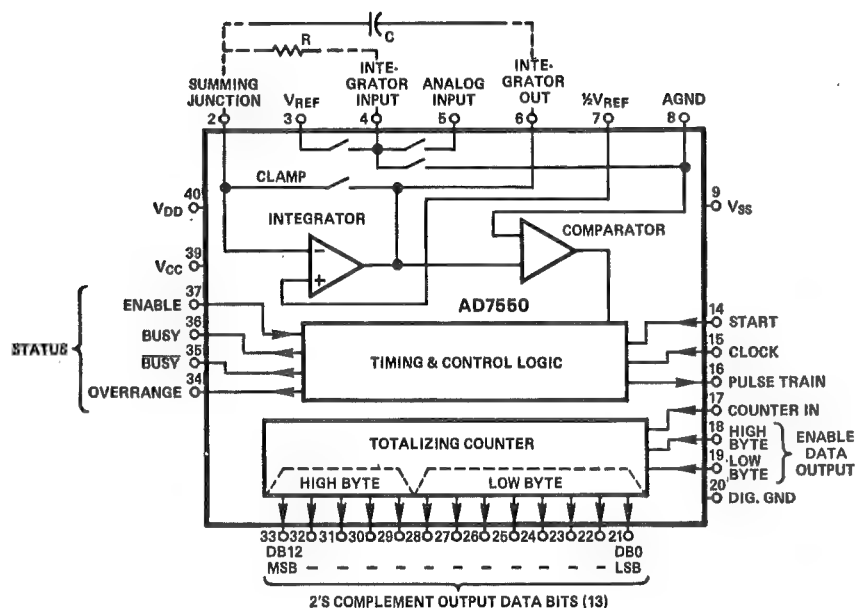 C
R
SUMMING JUNCTION
2
VREF
3
INTE-
GRATOR
INPUT
4
ANALOG
INPUT
5
INTE-
GRATOR
OUT
6
½VREF
7
AGND
8
CLAMP
40
VDD
9
VSS
INTEGRATOR
COMPARATOR
39
VCC
−
+
AD7550
37
ENABLE
36
BUSY
35
BUSY
34
OVERRANGE
STATUS
TIMING & CONTROL LOGIC
14
START
15
CLOCK
16
PULSE TRAIN
17
COUNTER IN
18
HIGH
BYTE
19
LOW
BYTE
ENABLE
DATA
OUTPUT
20
DIG. GND
TOTALIZING COUNTER
HIGH BYTE
LOW BYTE
33 32 31 30 29 28 27 26 25 24 23 22 21
DB12
MSB
DB0
LSB
2'S COMPLEMENT OUTPUT DATA BITS (13)